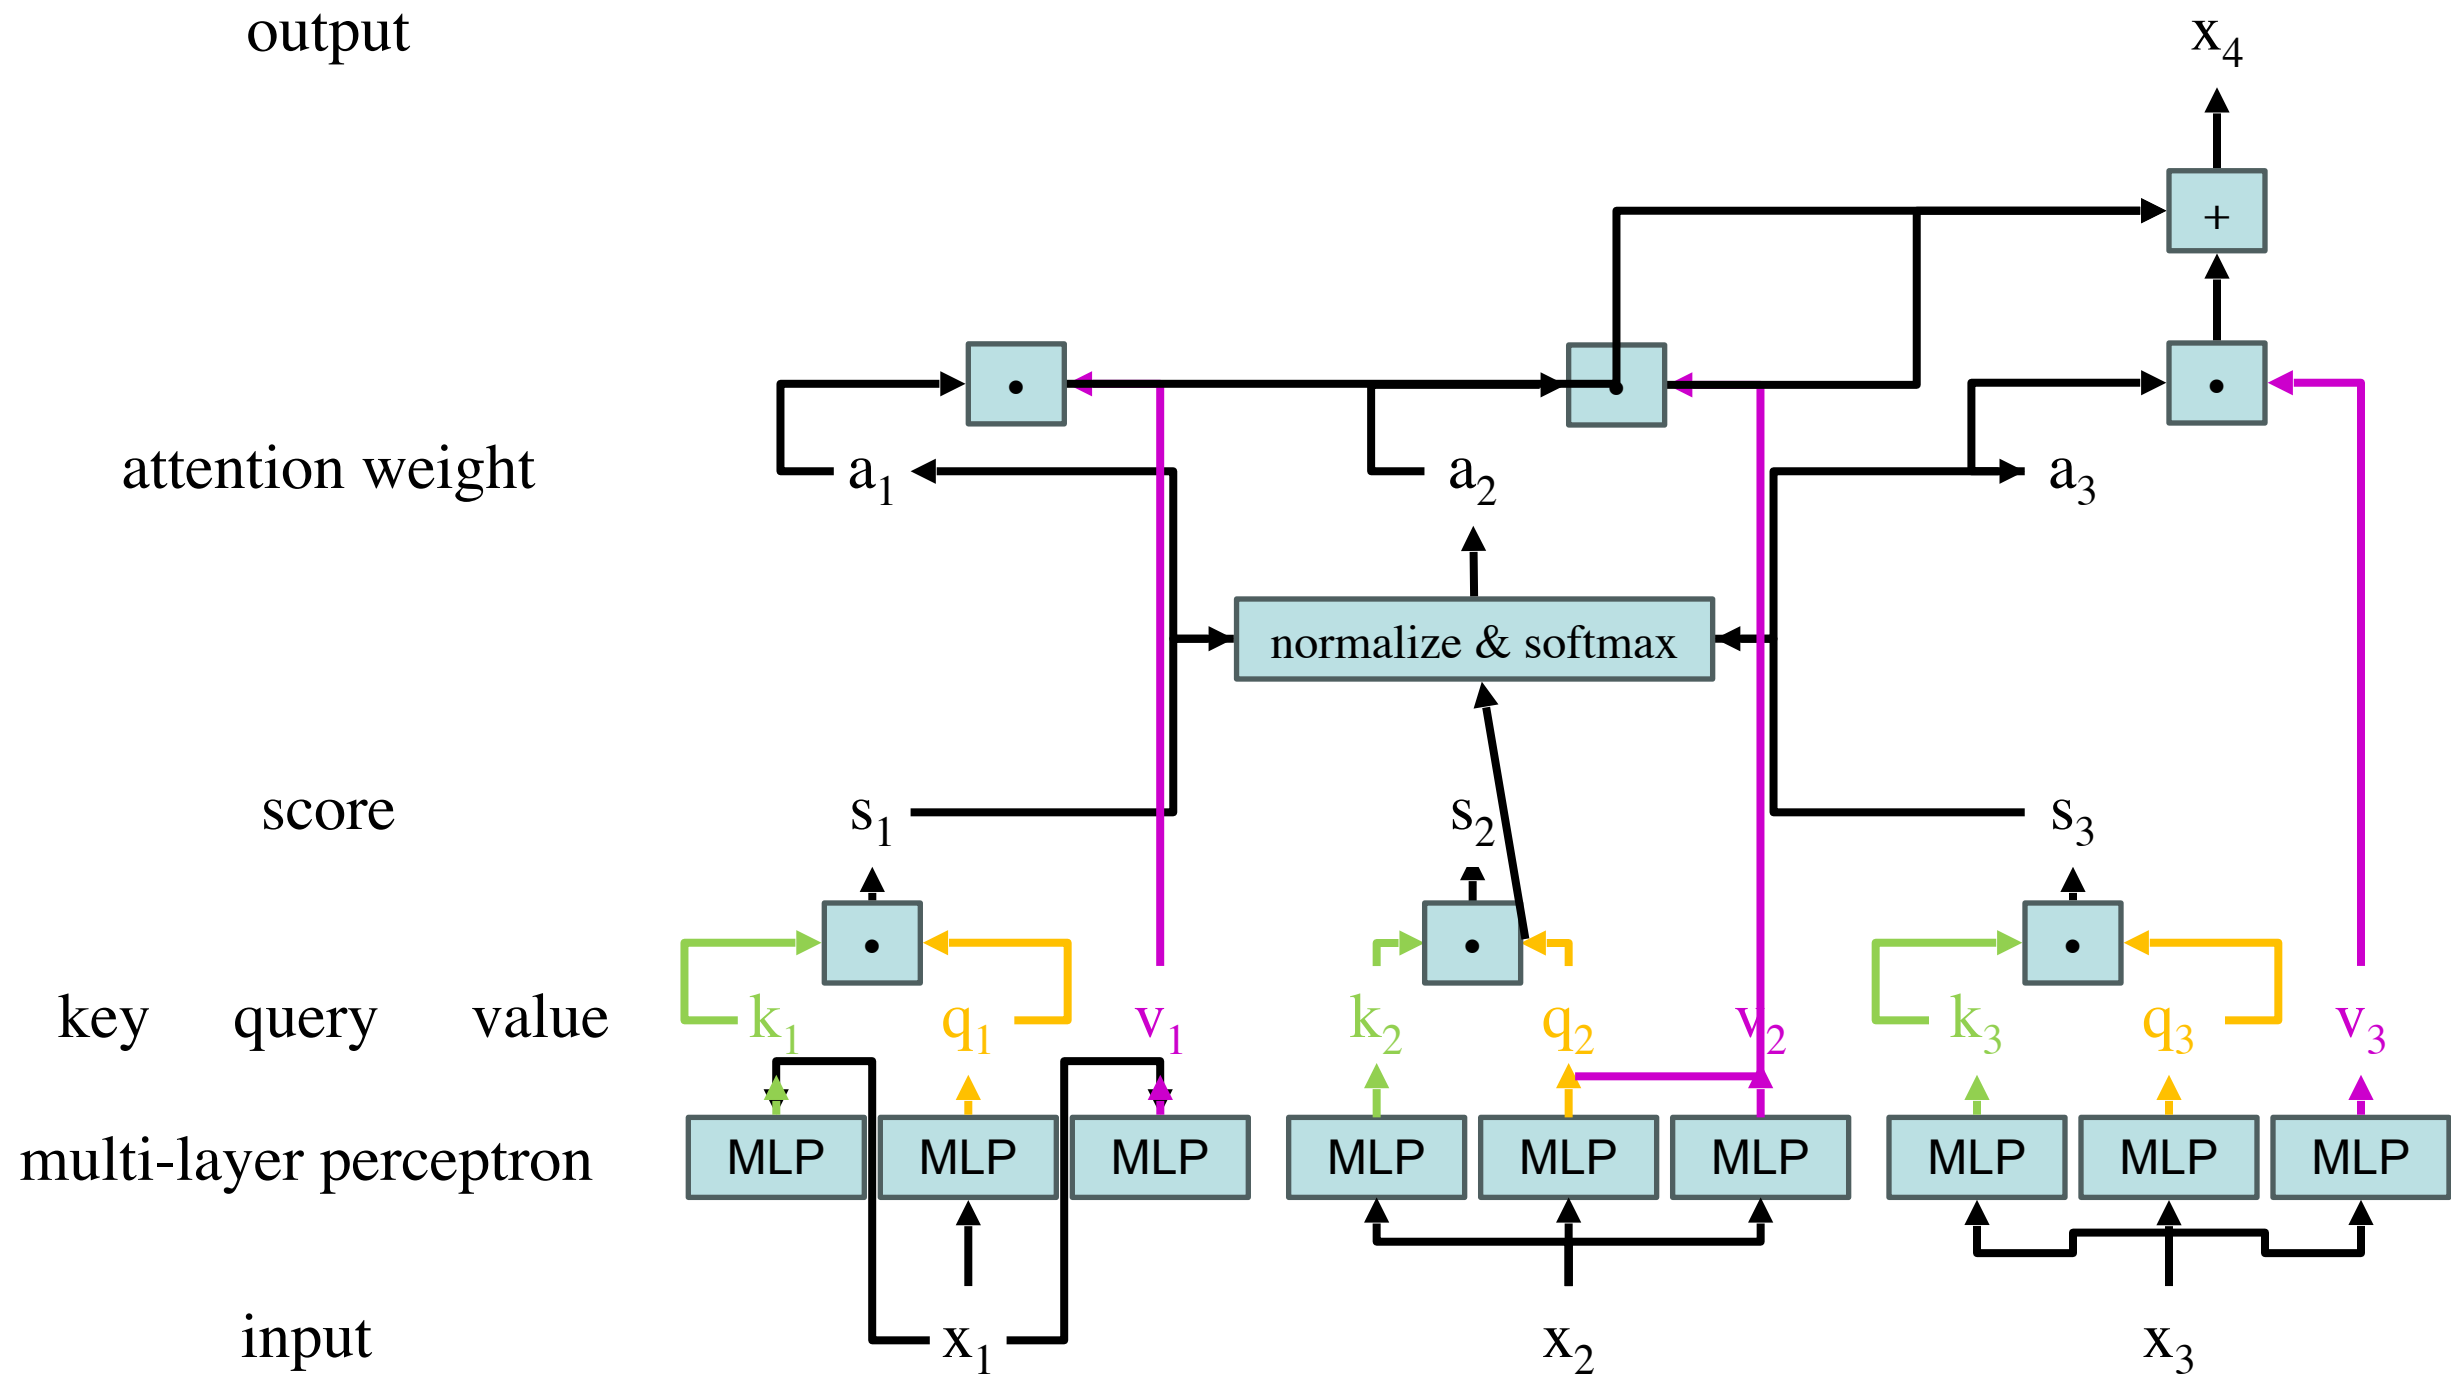 output x4
+
• • •
attention weight a1 a2 a3
normalize & softmax
score s1 s2 s3
• • •
key query value k1 q1 v1 k2 q2 v2 k3 q3 v3
multi-layer perceptron MLP MLP MLP MLP MLP MLP MLP MLP MLP
input x1 x2 x3